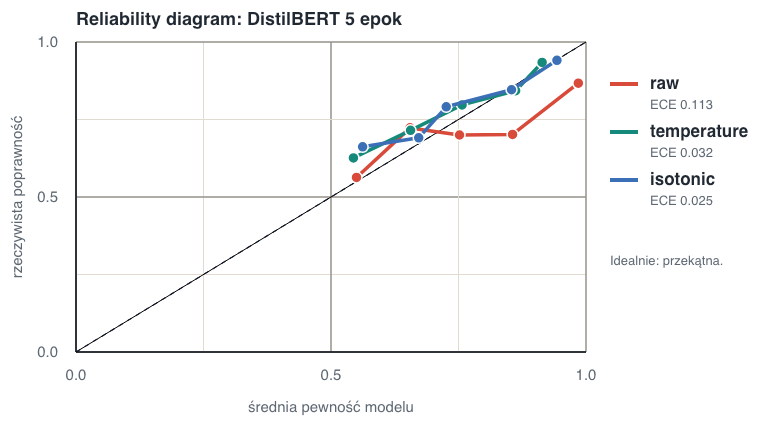 Reliability diagram: DistilBERT 5 epok
1.0
0.5
0.0
rzeczywista poprawność
0.0
0.5
1.0
średnia pewność modelu
raw
ECE 0.113
temperature
ECE 0.032
isotonic
ECE 0.025
Idealnie: przekątna.